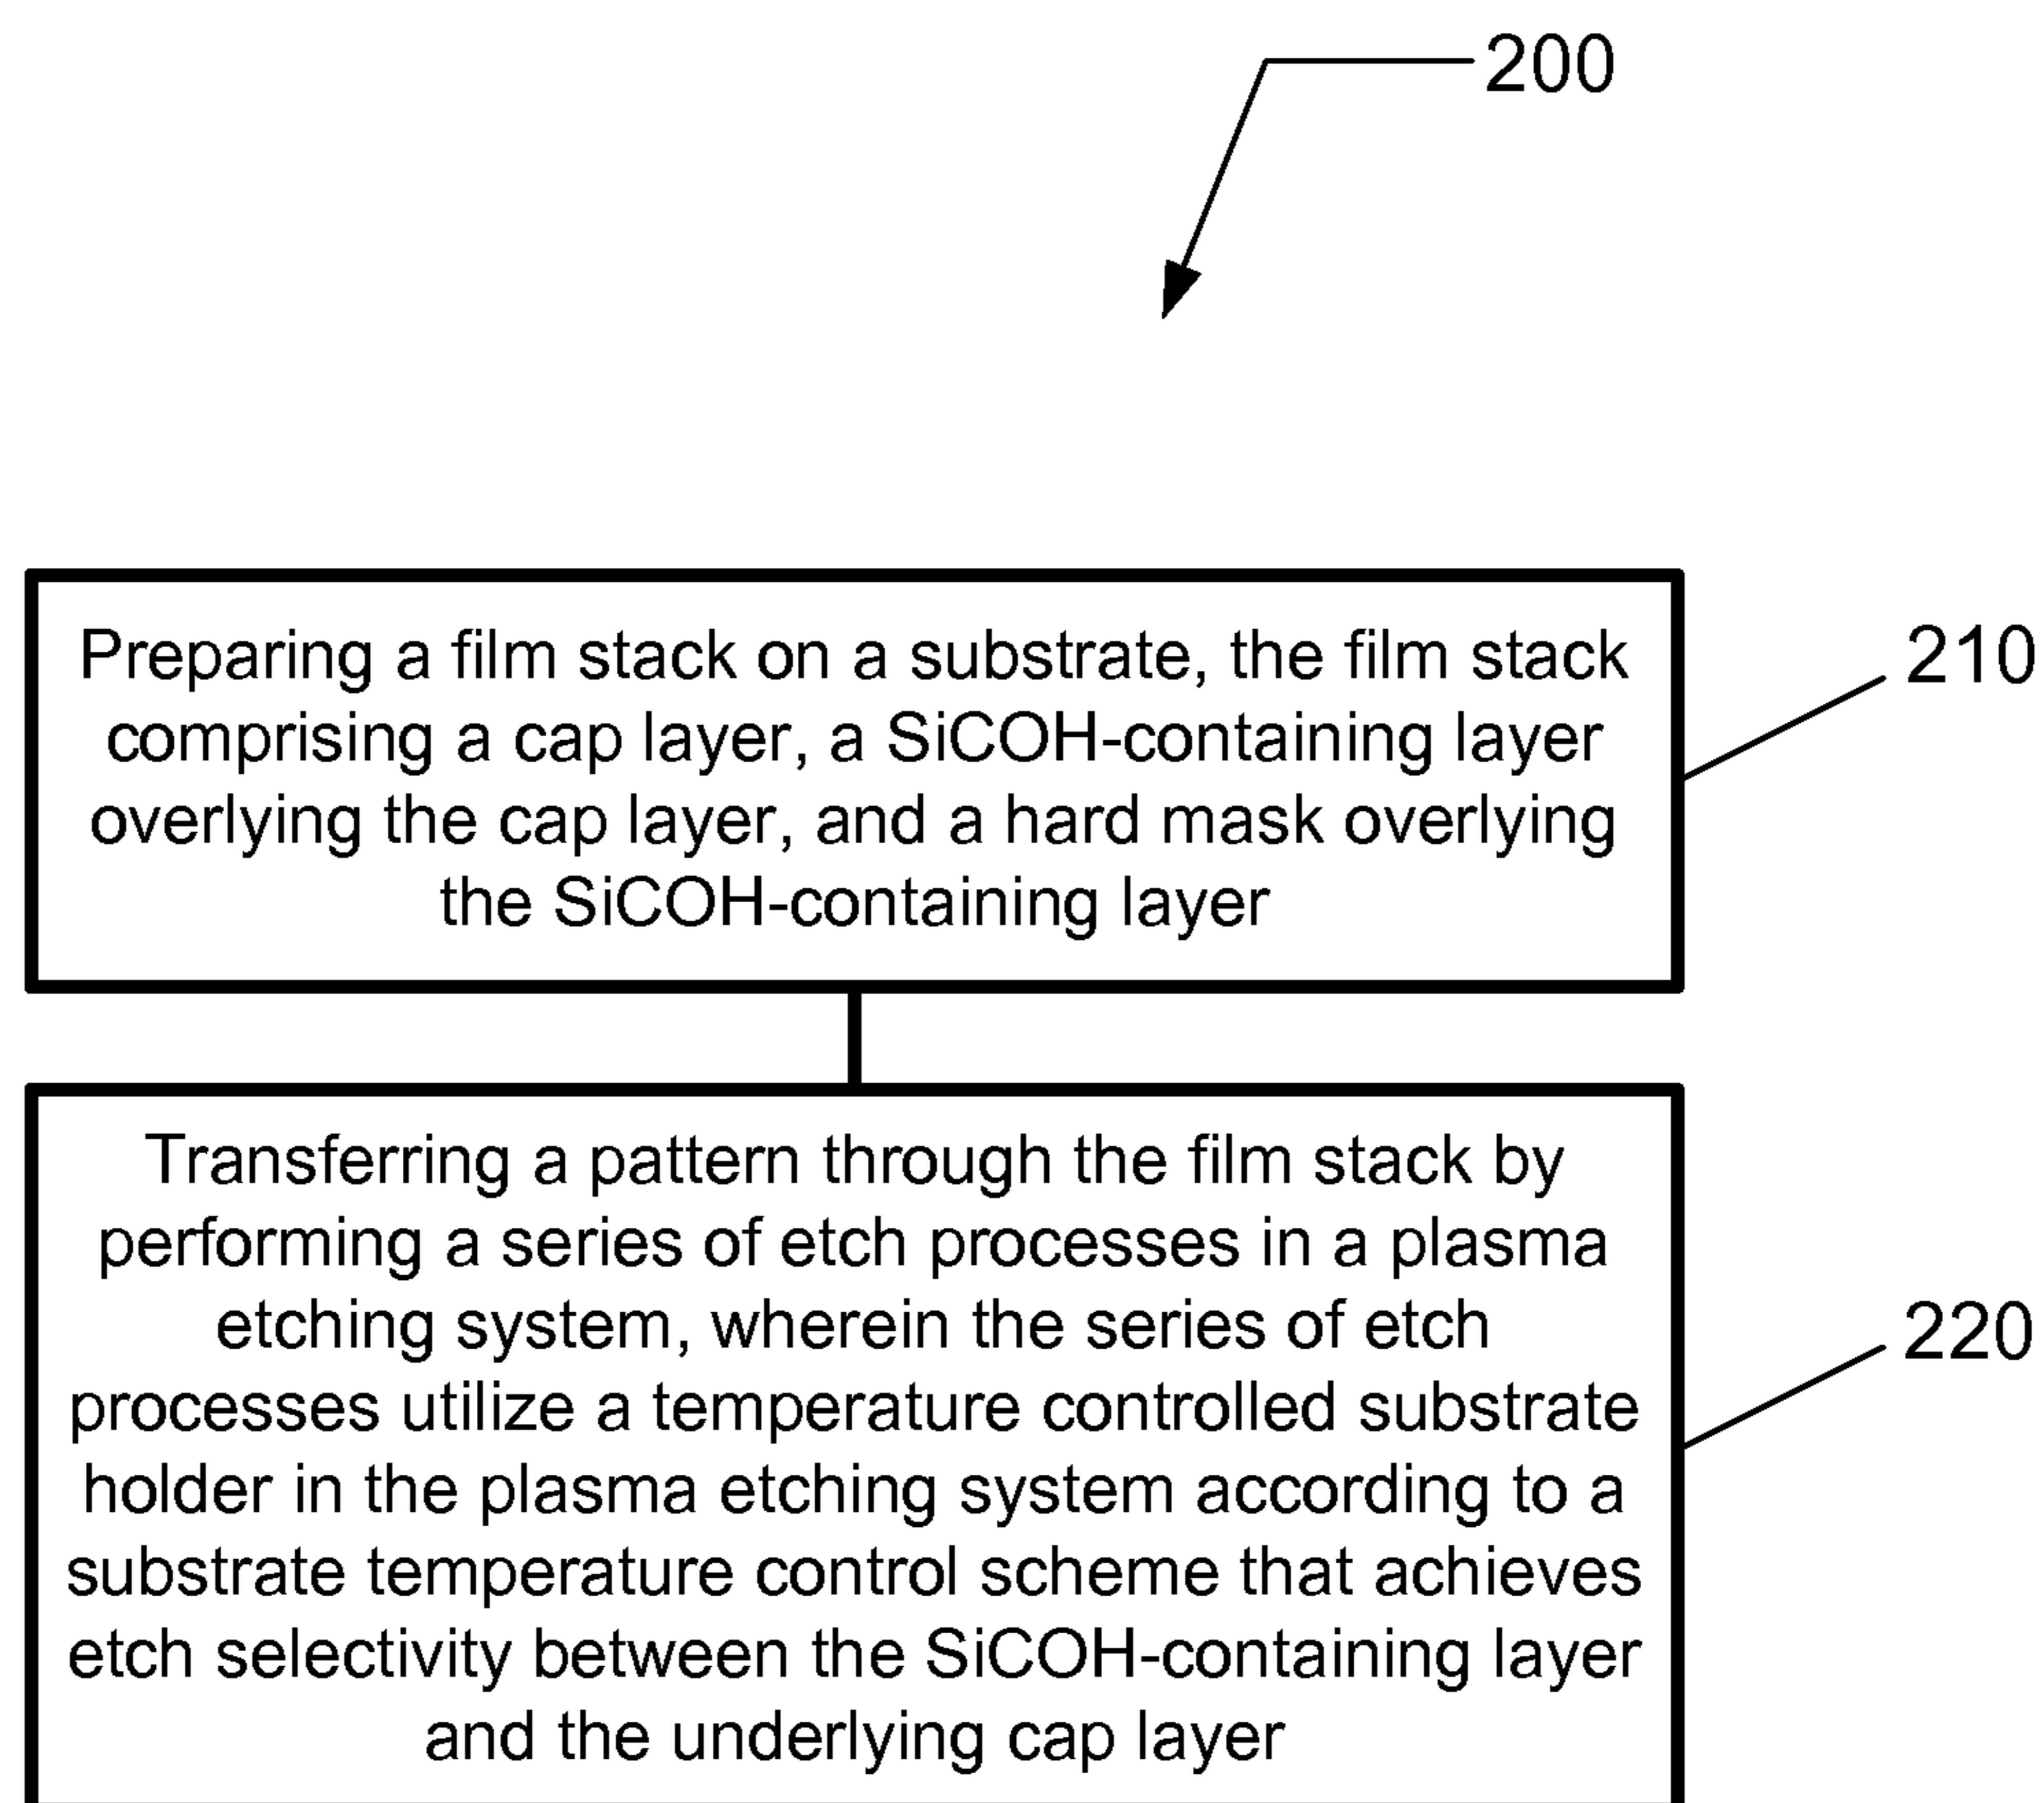 200
Preparing a film stack on a substrate, the film stack
comprising a cap layer, a SiCOH-containing layer
overlying the cap layer, and a hard mask overlying
the SiCOH-containing layer
210
Transferring a pattern through the film stack by
performing a series of etch processes in a plasma
etching system, wherein the series of etch
processes utilize a temperature controlled substrate
holder in the plasma etching system according to a
substrate temperature control scheme that achieves
etch selectivity between the SiCOH-containing layer
and the underlying cap layer
220